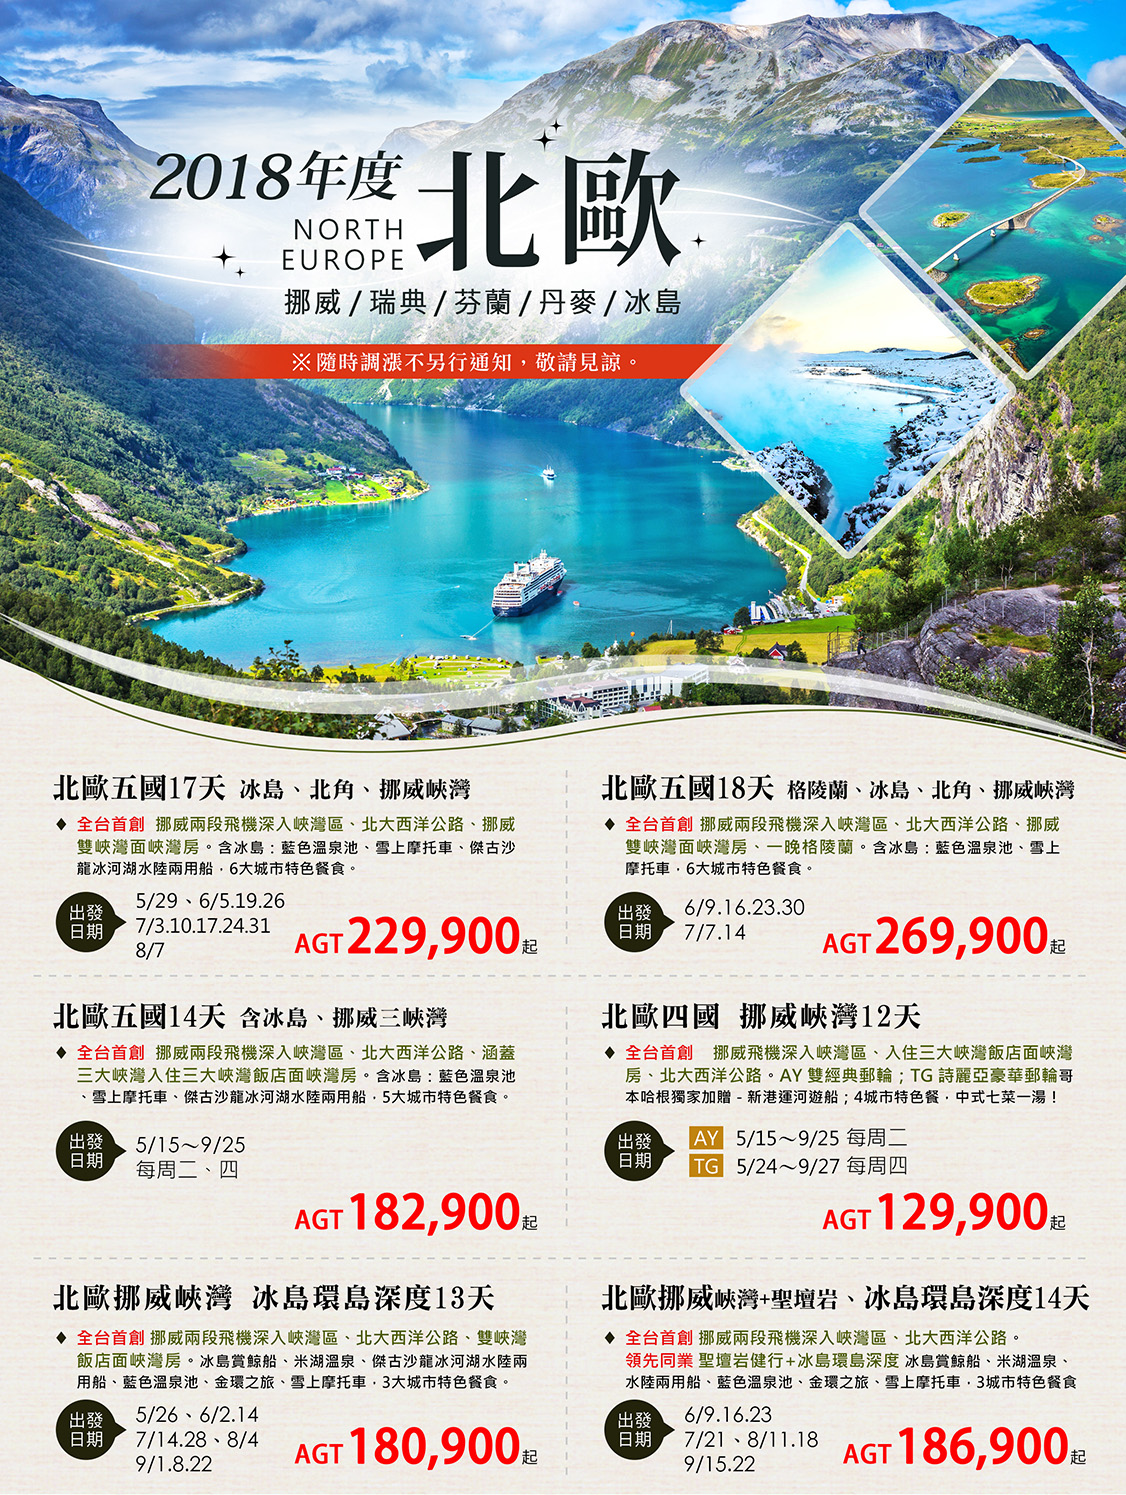 2018年度 北歐
NORTH
EUROPE
挪威/瑞典/芬蘭/丹麥/冰島
※隨時調漲不另行通知，敬請見諒。
北歐五國17天 冰島、北角、挪威峽灣
♦ 全台首創 挪威兩段飛機深入峽灣區、北大西洋公路、挪威
雙峽灣面峽灣房。含冰島：藍色溫泉池、雪上摩托車、傑古沙
龍冰河湖水陸兩用船，6大城市特色餐食。
出發
日期
5/29、6/5.19.26
7/3.10.17.24.31
8/7
AGT 229,900起
北歐五國18天 格陵蘭、冰島、北角、挪威峽灣
♦ 全台首創 挪威兩段飛機深入峽灣區、北大西洋公路、挪威
雙峽灣面峽灣房、一晚格陵蘭。含冰島：藍色溫泉池、雪上
摩托車，6大城市特色餐食。
出發
日期
6/9.16.23.30
7/7.14
AGT 269,900起
北歐五國14天 含冰島、挪威三峽灣
♦ 全台首創 挪威兩段飛機深入峽灣區、北大西洋公路、涵蓋
三大峽灣入住三大峽灣飯店面峽灣房。含冰島：藍色溫泉池
、雪上摩托車、傑古沙龍冰河湖水陸兩用船，5大城市特色餐食。
出發
日期
5/15～9/25
每周二、四
AGT 182,900起
北歐四國 挪威峽灣12天
♦ 全台首創 挪威飛機深入峽灣區、入住三大峽灣飯店面峽灣
房、北大西洋公路。AY 雙經典郵輪；TG 詩麗亞豪華郵輪哥
本哈根獨家加贈 - 新港運河遊船；4城市特色餐，中式七菜一湯！
出發
日期
AY 5/15～9/25 每周二
TG 5/24～9/27 每周四
AGT 129,900起
北歐挪威峽灣 冰島環島深度13天
♦ 全台首創 挪威兩段飛機深入峽灣區、北大西洋公路、雙峽灣
飯店面峽灣房。冰島賞鯨船、米湖溫泉、傑古沙龍冰河湖水陸兩
用船、藍色溫泉池、金環之旅、雪上摩托車，3大城市特色餐食。
出發
日期
5/26、6/2.14
7/14.28、8/4
9/1.8.22
AGT 180,900起
北歐挪威峽灣+聖壇岩、冰島環島深度14天
♦ 全台首創 挪威兩段飛機深入峽灣區、北大西洋公路。
領先同業 聖壇岩健行+冰島環島深度 冰島賞鯨船、米湖溫泉、
水陸兩用船、藍色溫泉池、金環之旅、雪上摩托車，3城市特色餐食
出發
日期
6/9.16.23
7/21、8/11.18
9/15.22
AGT 186,900起